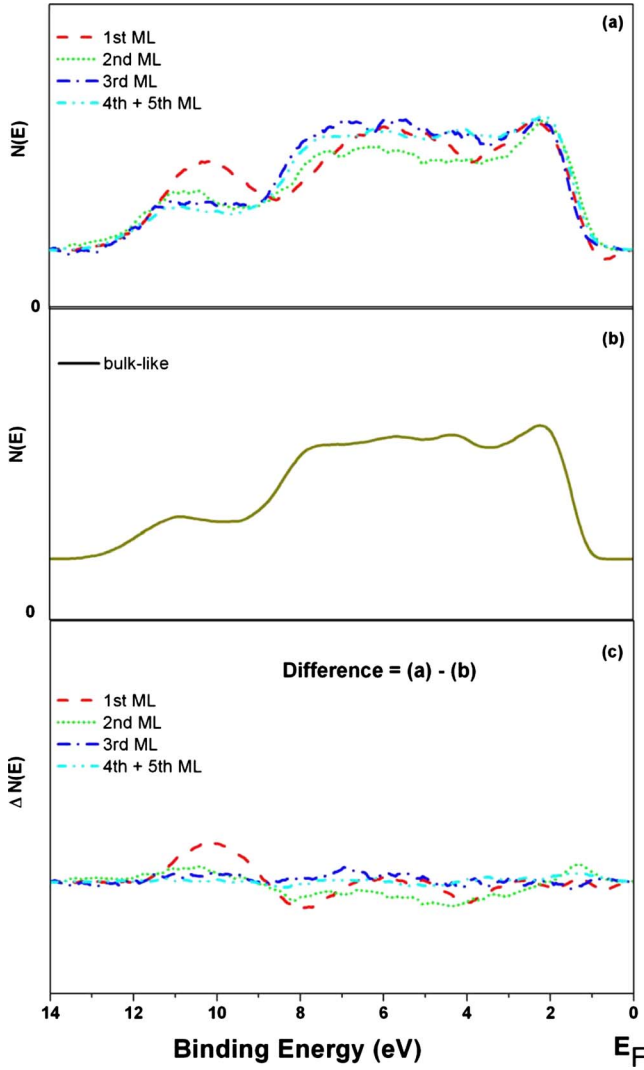 (a)
1st ML
2nd ML
3rd ML
4th + 5th ML
N(E)
0
(b)
bulk-like
N(E)
0
(c)
Difference = (a) - (b)
1st ML
2nd ML
3rd ML
4th + 5th ML
Δ N(E)
14 12 10 8 6 4 2 0
Binding Energy (eV) EF